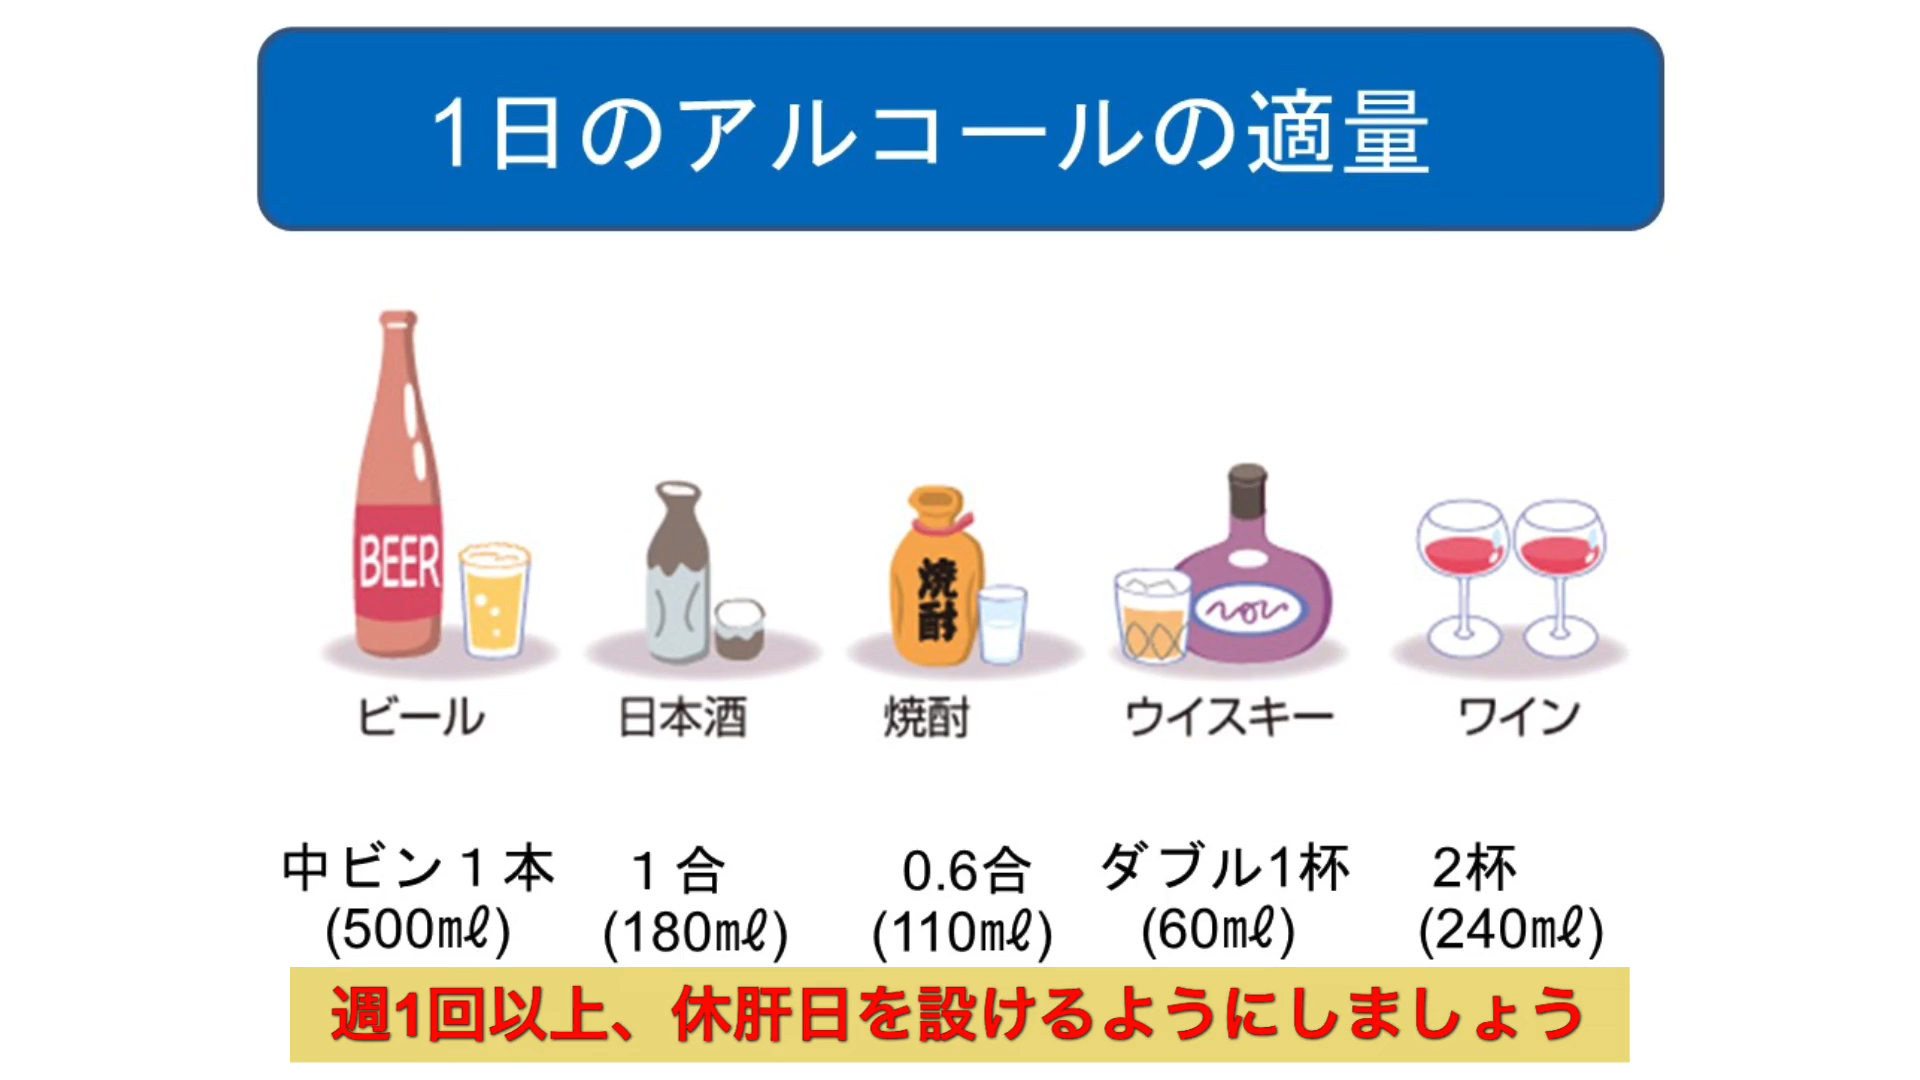 1日のアルコールの適量
BEER
焼酎
ビール 日本酒 焼酎 ウイスキー ワイン
中ビン1本 1合 0.6合 ダブル1杯 2杯
(500㎖) (180㎖) (110㎖) (60㎖) (240㎖)
週1回以上、休肝日を設けるようにしましょう